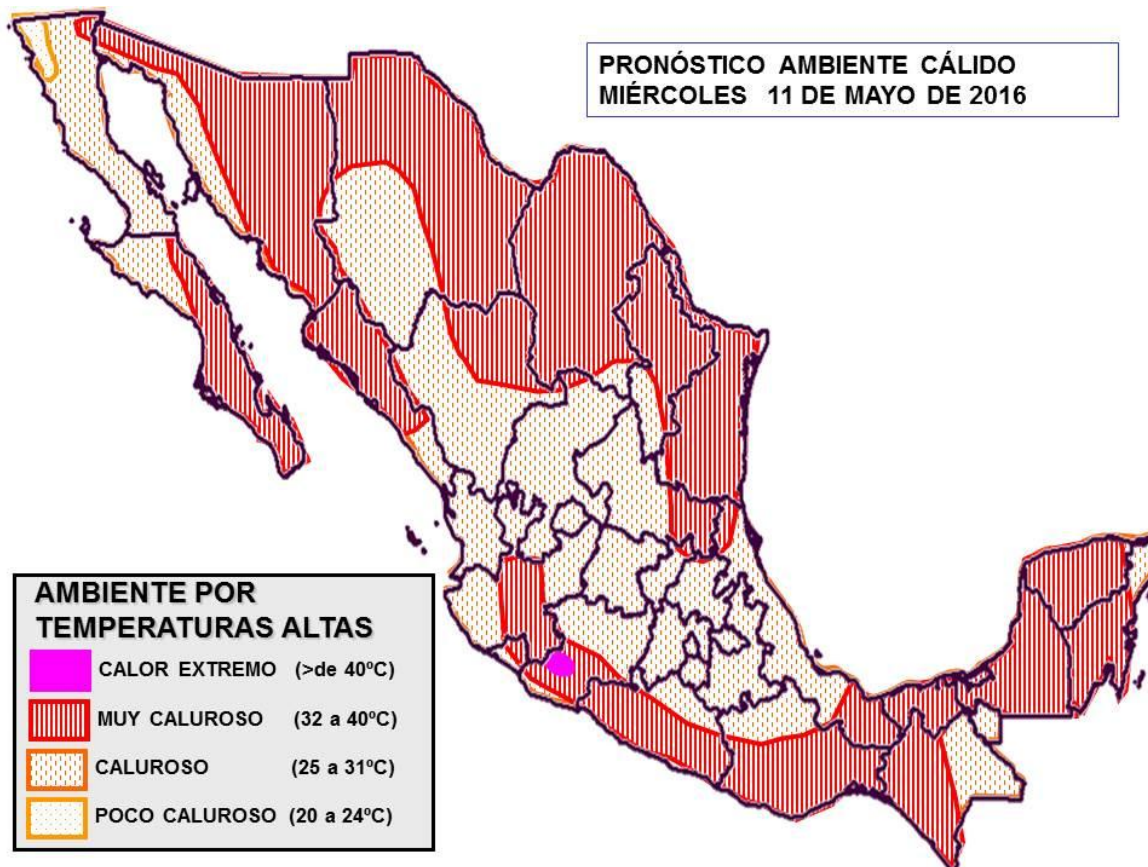 PRONÓSTICO AMBIENTE CÁLIDO
MIÉRCOLES 11 DE MAYO DE 2016
AMBIENTE POR
TEMPERATURAS ALTAS
CALOR EXTREMO (>de 40ºC)
MUY CALUROSO (32 a 40ºC)
CALUROSO (25 a 31ºC)
POCO CALUROSO (20 a 24ºC)